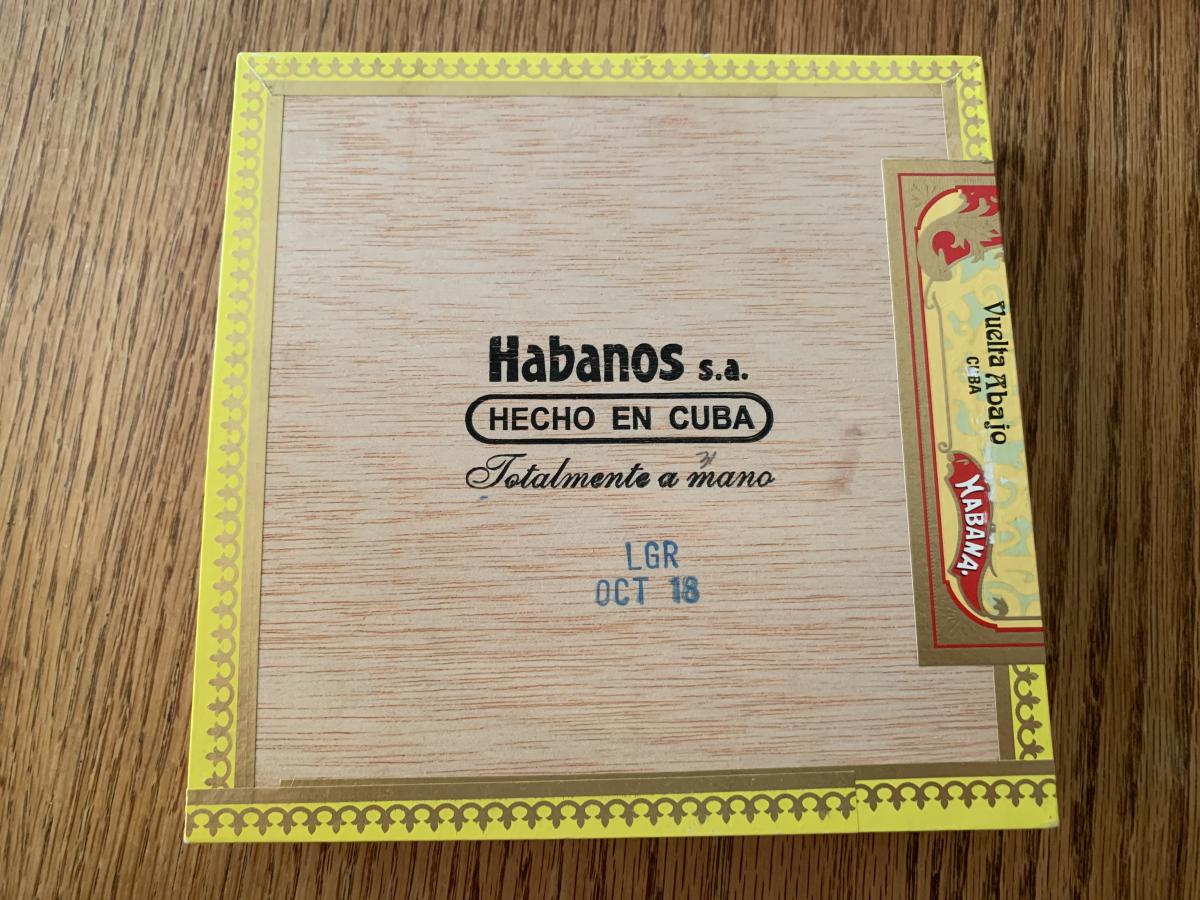 Habanos s.a.
HECHO EN CUBA
Totalmente a mano
LGR
OCT 18
Vuelta Abajo
CUBA
HABANA.